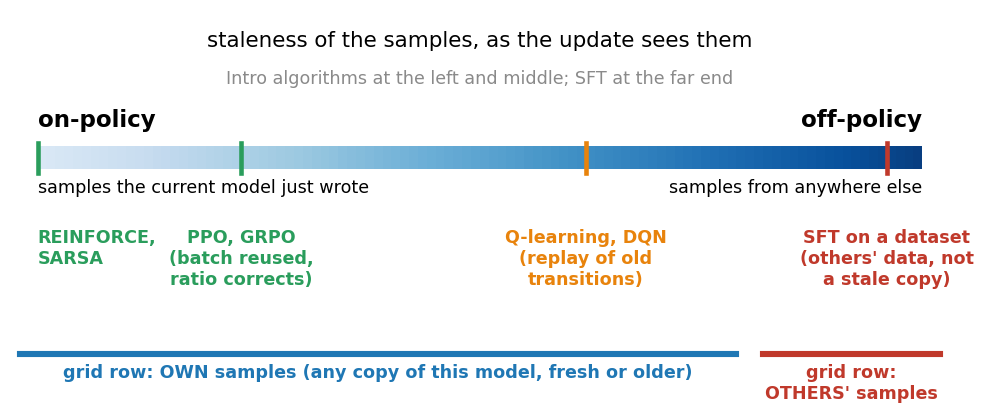 staleness of the samples, as the update sees them
Intro algorithms at the left and middle; SFT at the far end
on-policy
off-policy
samples the current model just wrote
samples from anywhere else
REINFORCE,
SARSA
PPO, GRPO
(batch reused,
ratio corrects)
Q-learning, DQN
(replay of old
transitions)
SFT on a dataset
(others' data, not
a stale copy)
grid row: OWN samples (any copy of this model, fresh or older)
grid row:
OTHERS' samples